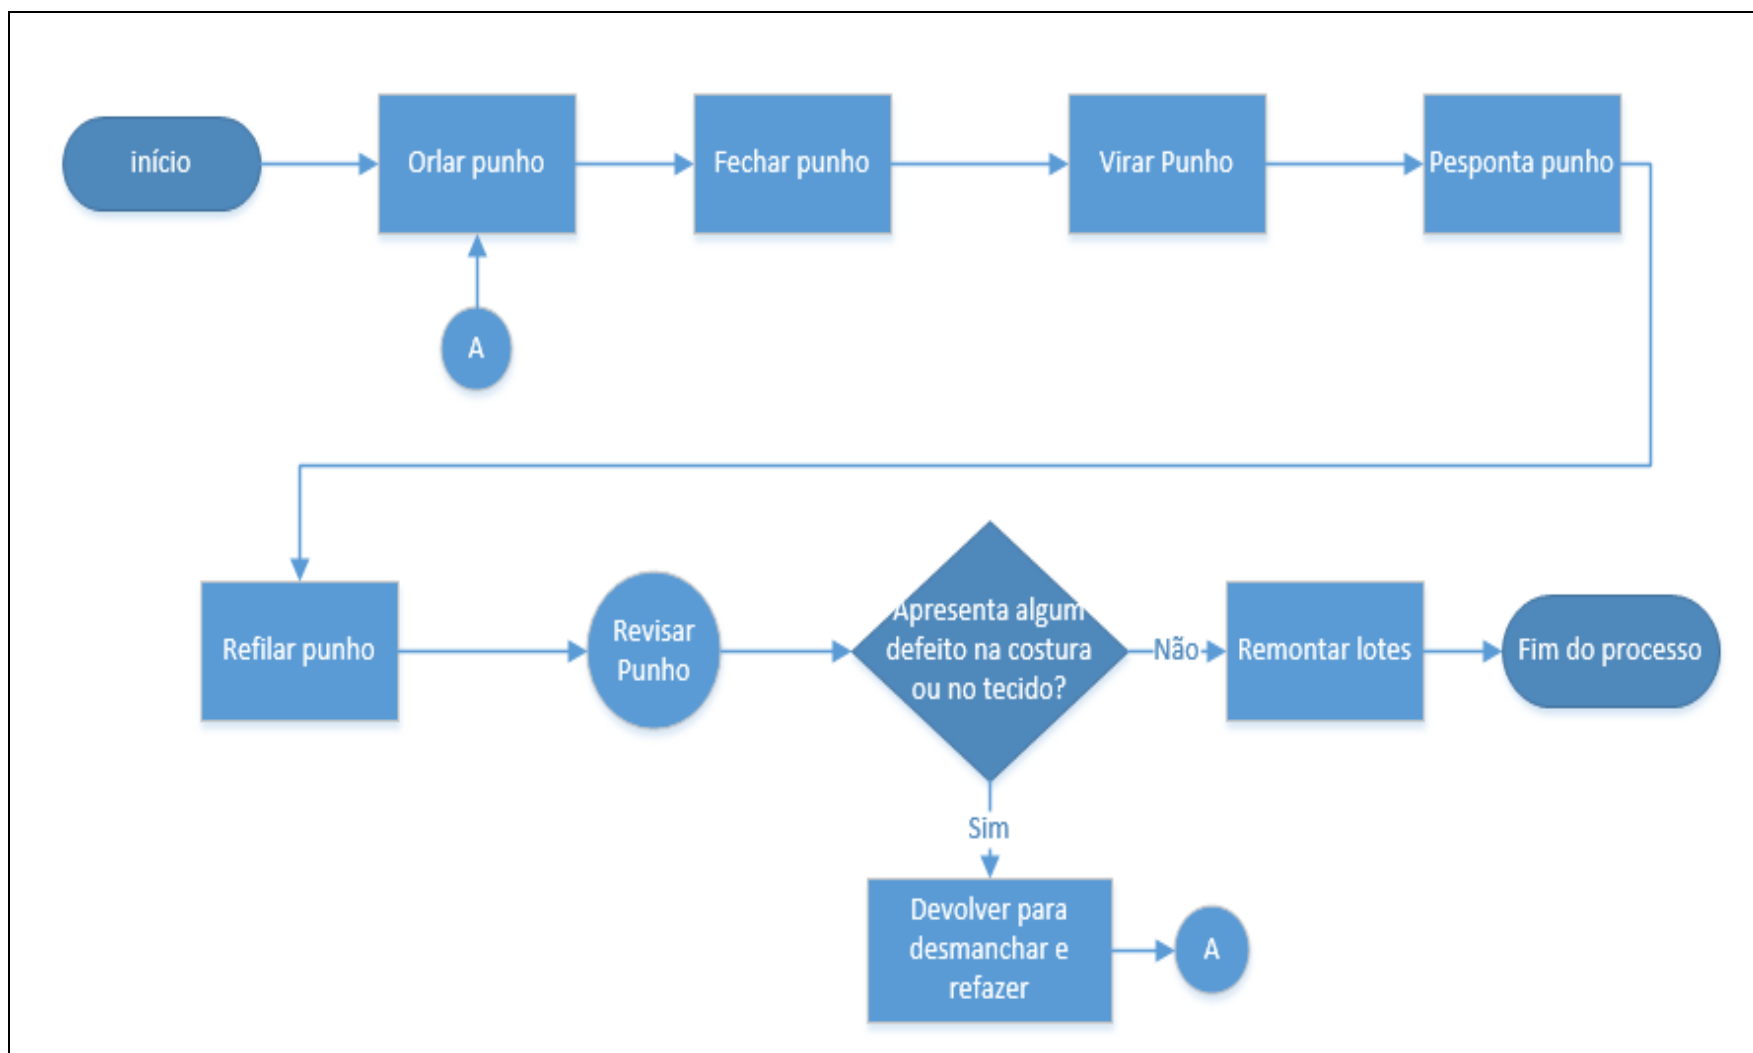 início
Orlar punho
Fechar punho
Virar Punho
Pesponta punho
A
Refilar punho
Revisar
Punho
Apresenta algum
defeito na costura
ou no tecido?
Não
Remontar lotes
Fim do processo
Sim
Devolver para
desmanchar e
refazer
A